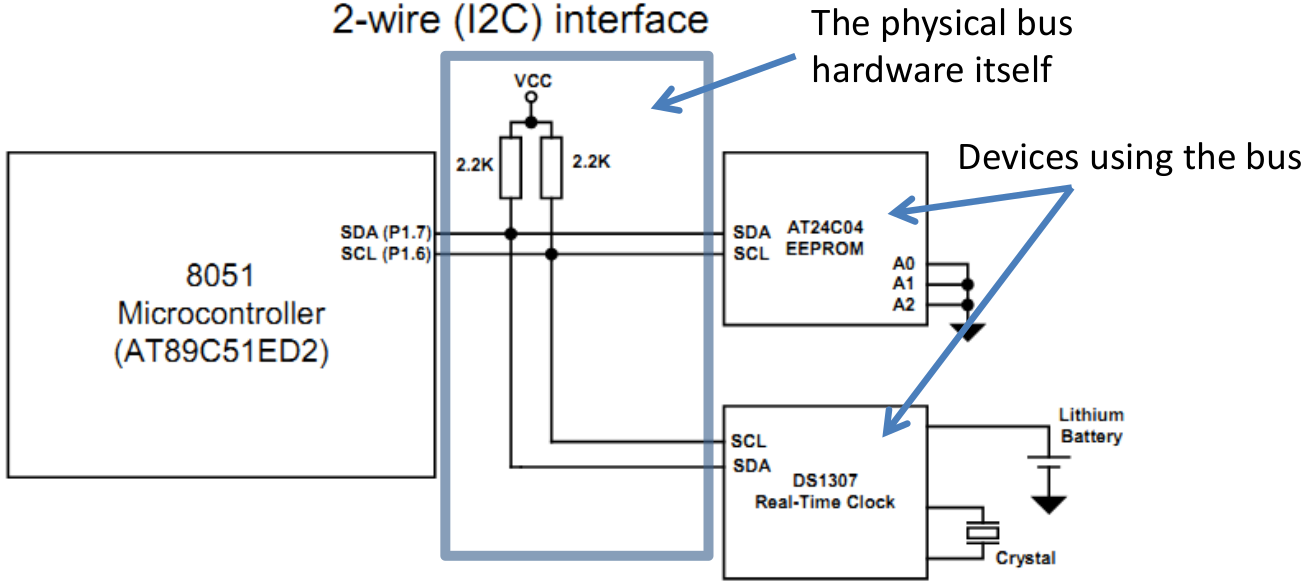 2-wire (I2C) interface
The physical bus
hardware itself
VCC
2.2K
2.2K
Devices using the bus
SDA (P1.7)
SCL (P1.6)
8051
Microcontroller
(AT89C51ED2)
SDA
SCL
AT24C04
EEPROM
A0
A1
A2
SCL
SDA
DS1307
Real-Time Clock
Lithium
Battery
Crystal